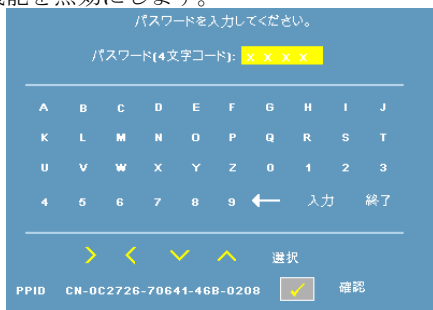 能を無効にします。
パスワードを入力してください。
パスワード(4文字コード): X X X X
A B C D E F G H I J
K L M N O P Q R S T
U V W X Y Z 0 1 2 3
4 5 6 7 8 9 ← 入力 終了
> < ∨ ∧ 選択
PPID CN-0C2726-70641-46B-0208 ✓ 確認